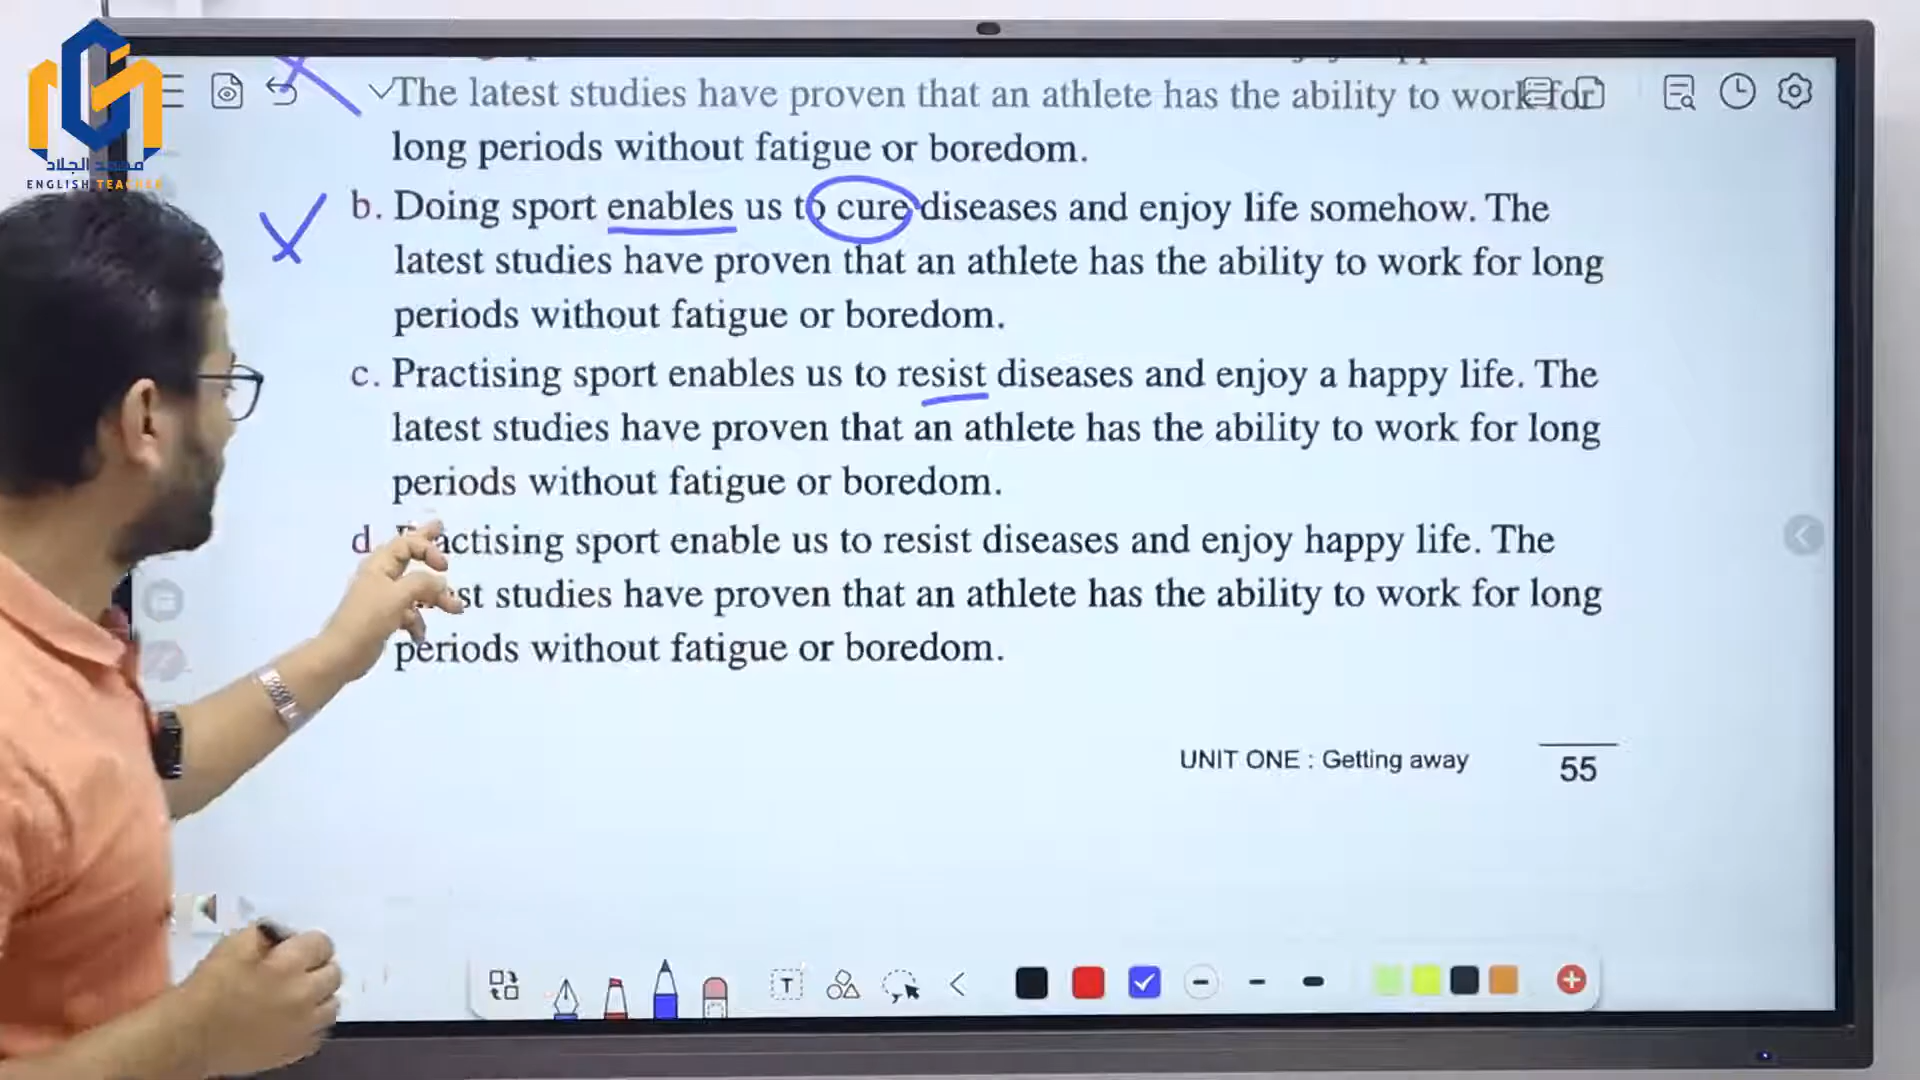 The latest studies have proven that an athlete has the ability to work for
long periods without fatigue or boredom.
b. Doing sport enables us to cure diseases and enjoy life somehow. The
latest studies have proven that an athlete has the ability to work for long
periods without fatigue or boredom.
c. Practising sport enables us to resist diseases and enjoy a happy life. The
latest studies have proven that an athlete has the ability to work for long
periods without fatigue or boredom.
d. Practising sport enable us to resist diseases and enjoy happy life. The
latest studies have proven that an athlete has the ability to work for long
periods without fatigue or boredom.
UNIT ONE : Getting away
55
محمد الجلاد
ENGLISH TEACHER
T